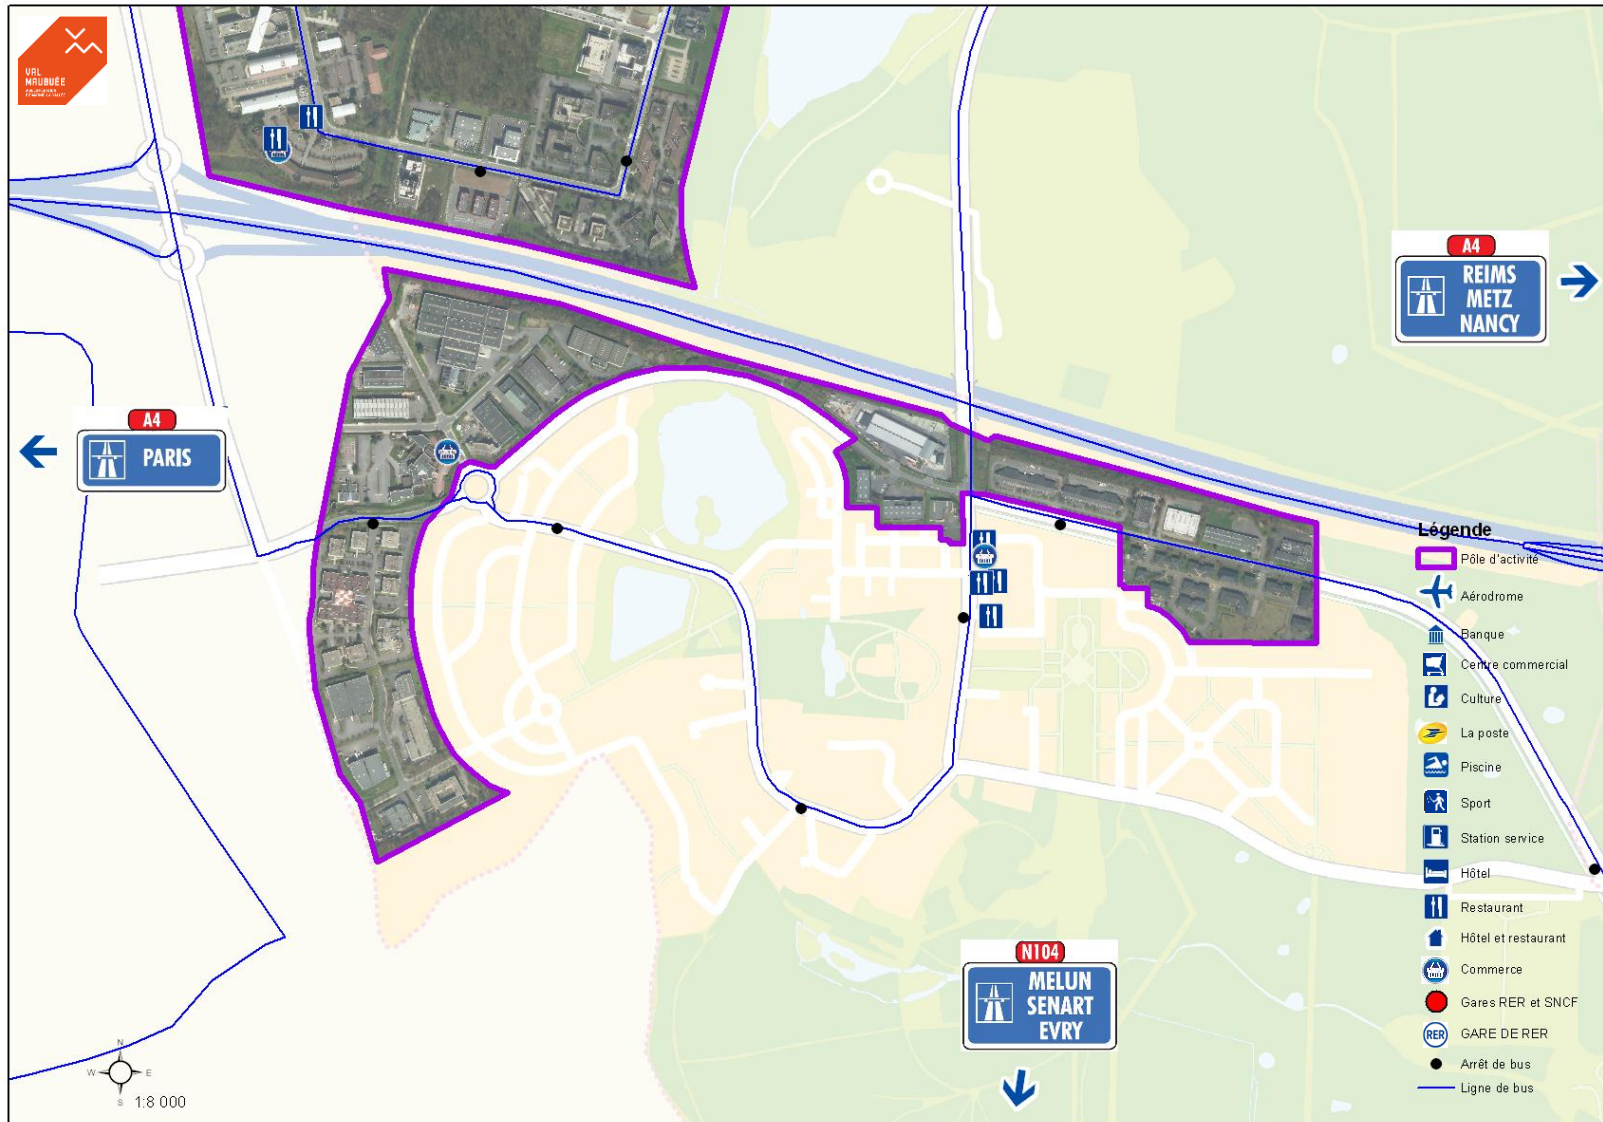 VAL
MAUBUÉE
A4
REIMS
METZ
NANCY
A4
PARIS
Légende
Pôle d'activité
Aérodrome
Banque
Centre commercial
Culture
La poste
Piscine
Sport
Station service
Hôtel
Restaurant
Hôtel et restaurant
Commerce
Gares RER et SNCF
RER GARE DE RER
Arrêt de bus
Ligne de bus
N104
MELUN
SENART
EVRY
N
W E
S
1:8 000